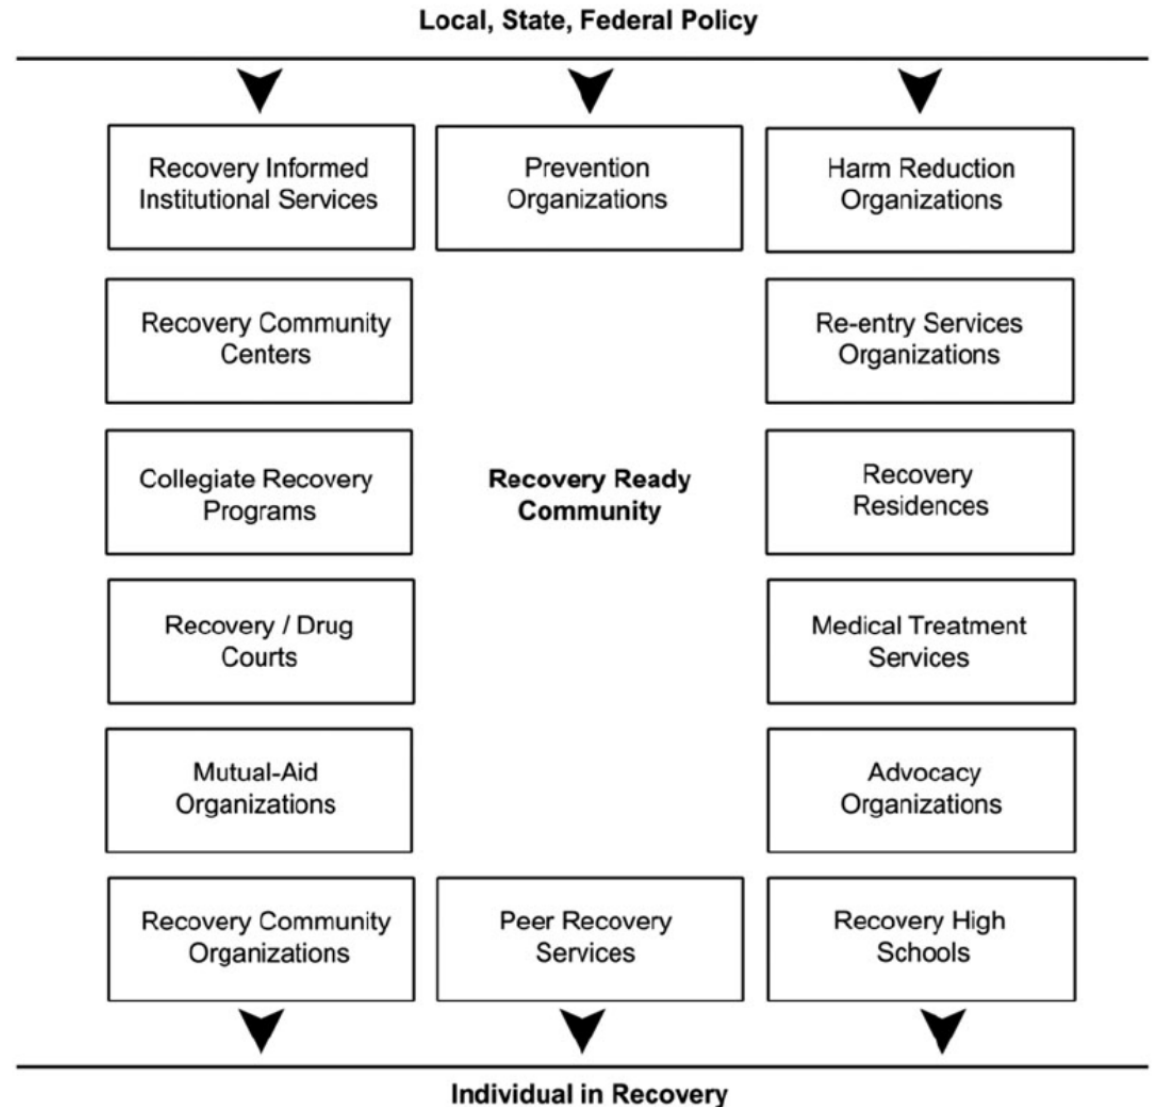 Local, State, Federal Policy
Recovery Informed
Institutional Services
Prevention
Organizations
Harm Reduction
Organizations
Recovery Community
Centers
Re-entry Services
Organizations
Collegiate Recovery
Programs
Recovery Ready
Community
Recovery
Residences
Recovery / Drug
Courts
Medical Treatment
Services
Mutual-Aid
Organizations
Advocacy
Organizations
Recovery Community
Organizations
Peer Recovery
Services
Recovery High
Schools
Individual in Recovery